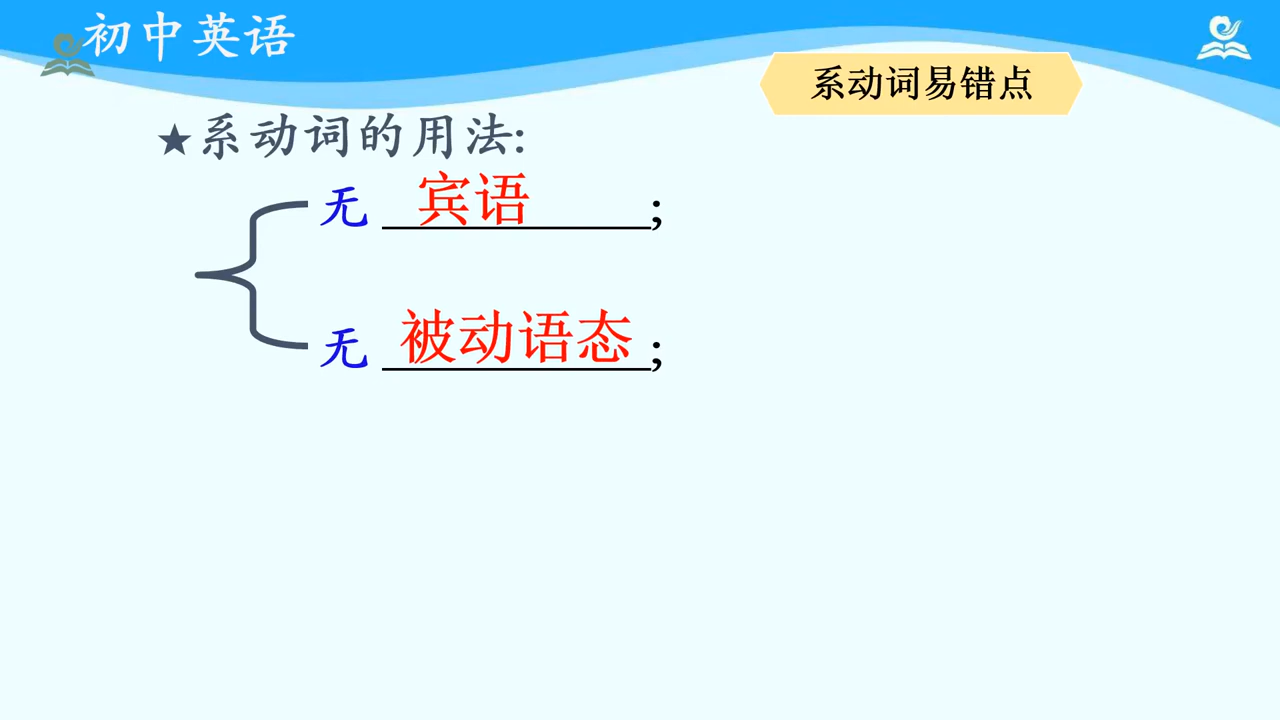 初中英语
系动词易错点
★系动词的用法:
无 宾语;
无 被动语态;